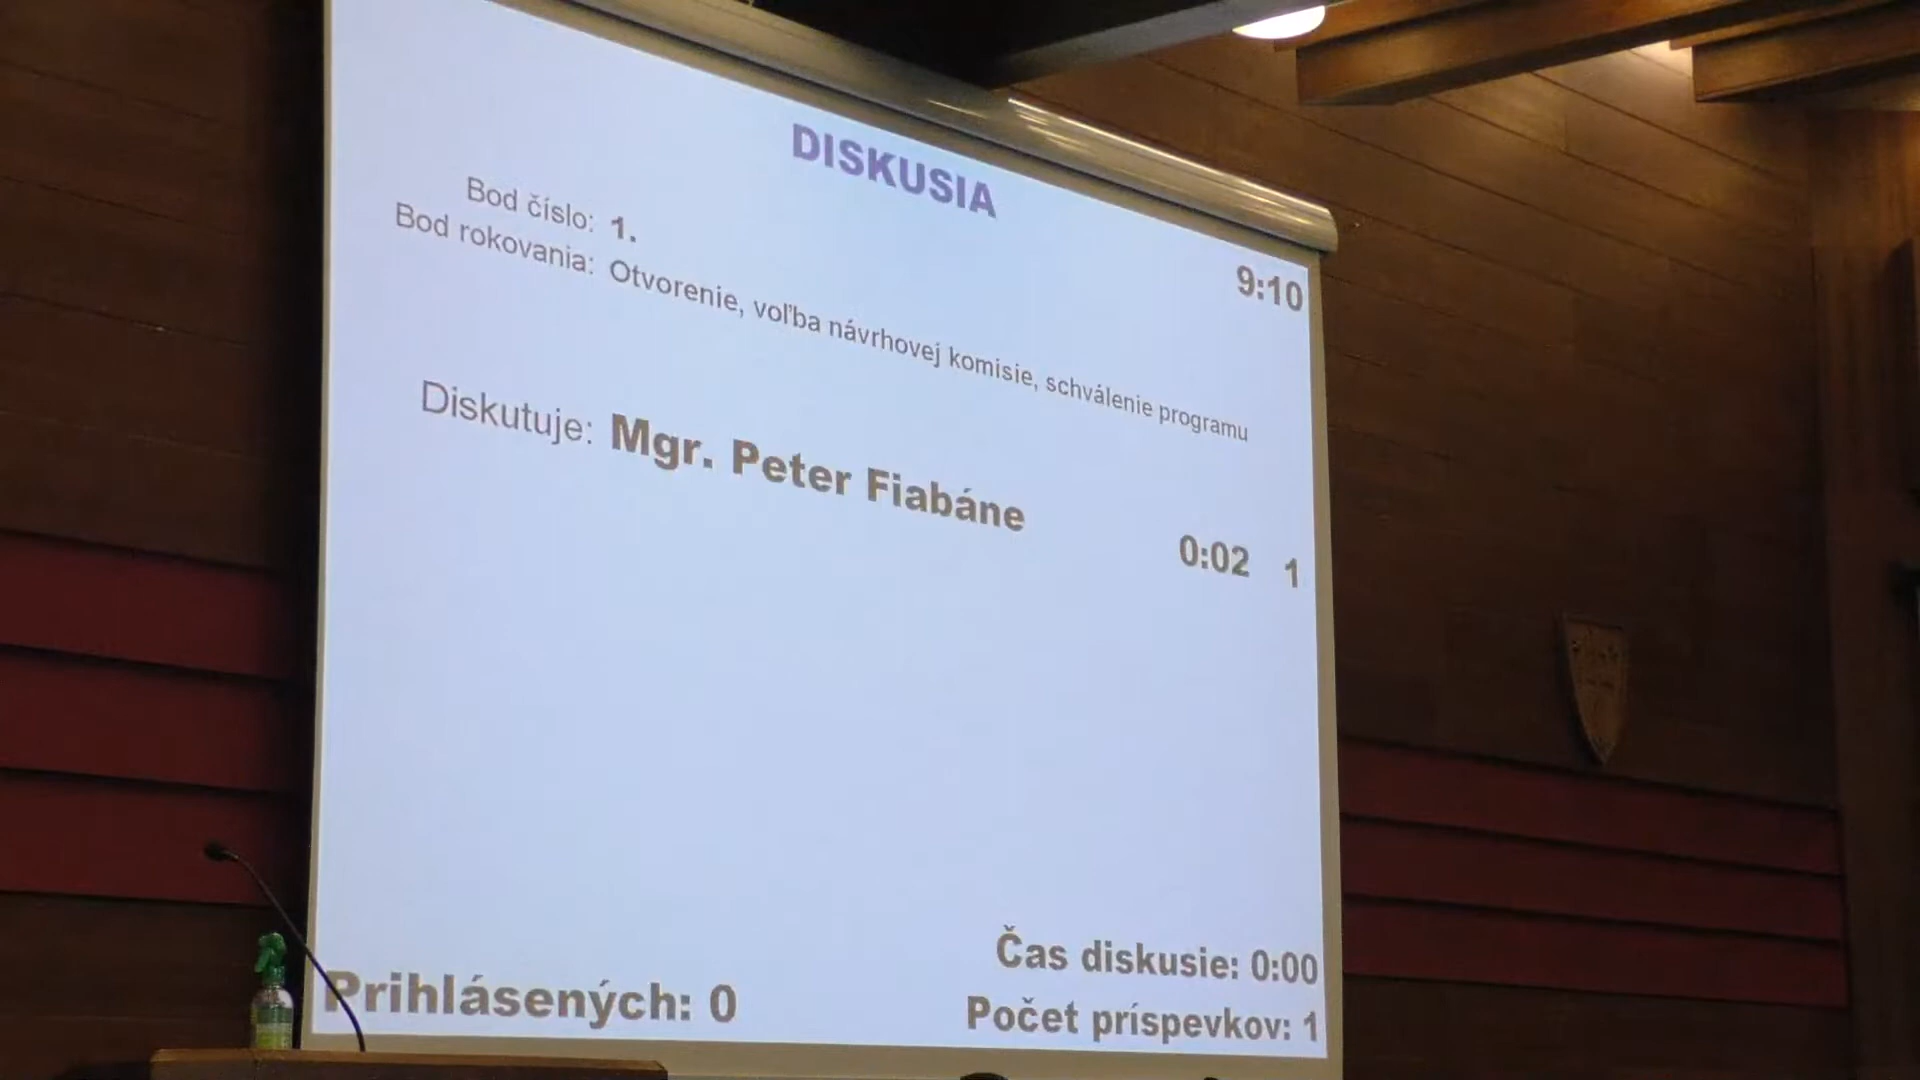 DISKUSIA
Bod číslo: 1.
9:10
Bod rokovania: Otvorenie, voľba návrhovej komisie, schválenie programu
Diskutuje: Mgr. Peter Fiabáne
0:02 1
Čas diskusie: 0:00
Prihlásených: 0
Počet príspevkov: 1